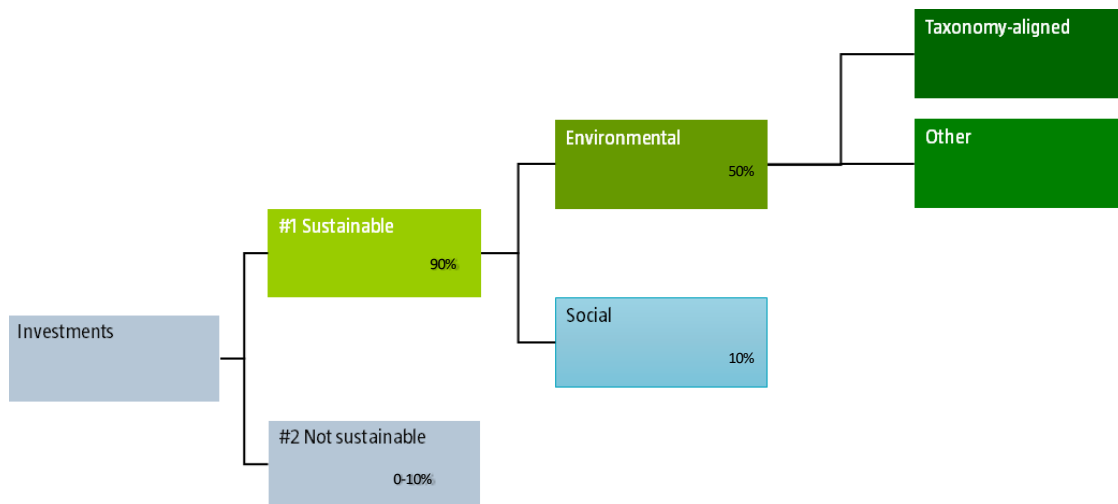 Taxonomy-aligned
Environmental
50%
Other
#1 Sustainable
90%
Social
10%
Investments
#2 Not sustainable
0-10%